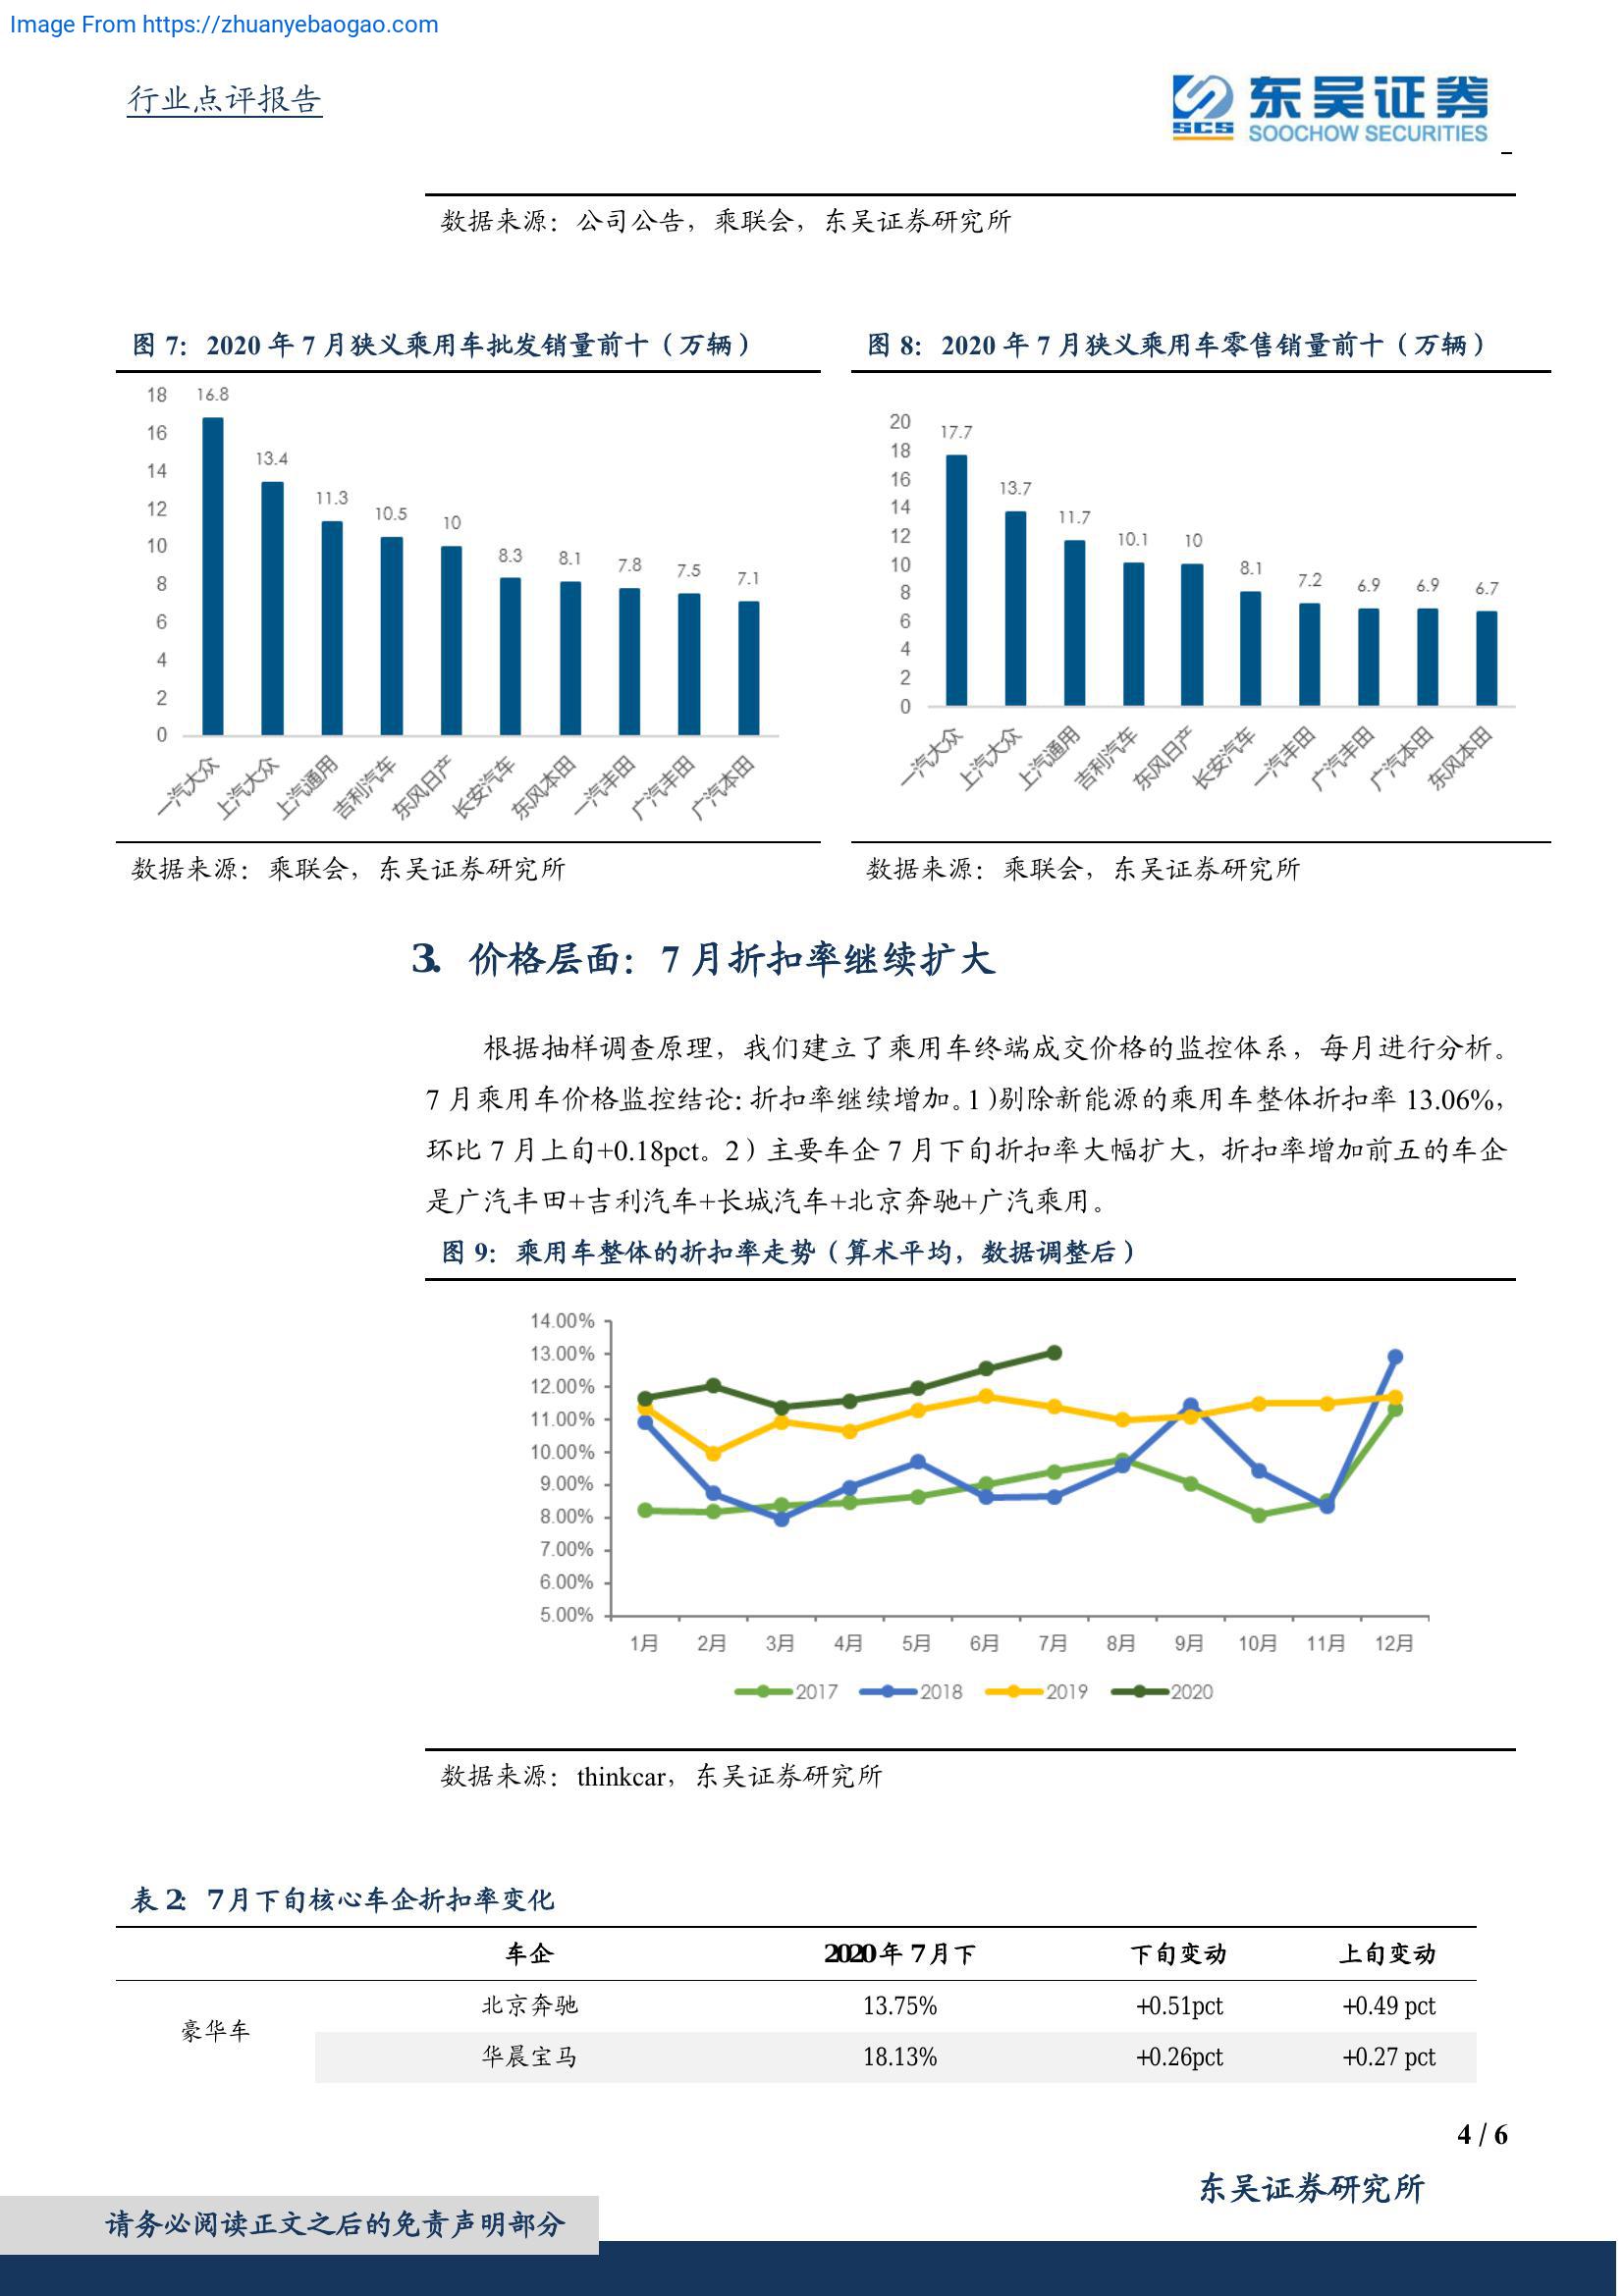 Image From https://zhuanyebaogao.com
行业点评报告
东吴证券
SCS
SOOCHOW SECURITIES
数据来源：公司公告，乘联会，东吴证券研究所
图 7：2020 年 7 月狭义乘用车批发销量前十（万辆）
18
16
14
12
10
8
6
4
2
0
16.8
13.4
11.3
10.5
10
8.3
8.1
7.8
7.5
7.1
一汽大众
上汽大众
上汽通用
吉利汽车
东风日产
长安汽车
东风本田
一汽丰田
广汽丰田
广汽本田
数据来源：乘联会，东吴证券研究所
图 8：2020 年 7 月狭义乘用车零售销量前十（万辆）
20
18
16
14
12
10
8
6
4
2
0
17.7
13.7
11.7
10.1
10
8.1
7.2
6.9
6.9
6.7
一汽大众
上汽大众
上汽通用
吉利汽车
东风日产
长安汽车
一汽丰田
广汽丰田
广汽本田
东风本田
数据来源：乘联会，东吴证券研究所
3. 价格层面：7 月折扣率继续扩大
根据抽样调查原理，我们建立了乘用车终端成交价格的监控体系，每月进行分析。
7 月乘用车价格监控结论：折扣率继续增加。1）剔除新能源的乘用车整体折扣率 13.06%，
环比 7 月上旬+0.18pct。2）主要车企 7 月下旬折扣率大幅扩大，折扣率增加前五的车企
是广汽丰田+吉利汽车+长城汽车+北京奔驰+广汽乘用。
图 9：乘用车整体的折扣率走势（算术平均，数据调整后）
14.00%
13.00%
12.00%
11.00%
10.00%
9.00%
8.00%
7.00%
6.00%
5.00%
1月 2月 3月 4月 5月 6月 7月 8月 9月 10月 11月 12月
2017 2018 2019 2020
数据来源：thinkcar，东吴证券研究所
表 2：7 月下旬核心车企折扣率变化
车企 2020 年 7 月下 下旬变动 上旬变动
豪华车
北京奔驰 13.75% +0.51pct +0.49 pct
华晨宝马 18.13% +0.26pct +0.27 pct
4 / 6
东吴证券研究所
请务必阅读正文之后的免责声明部分